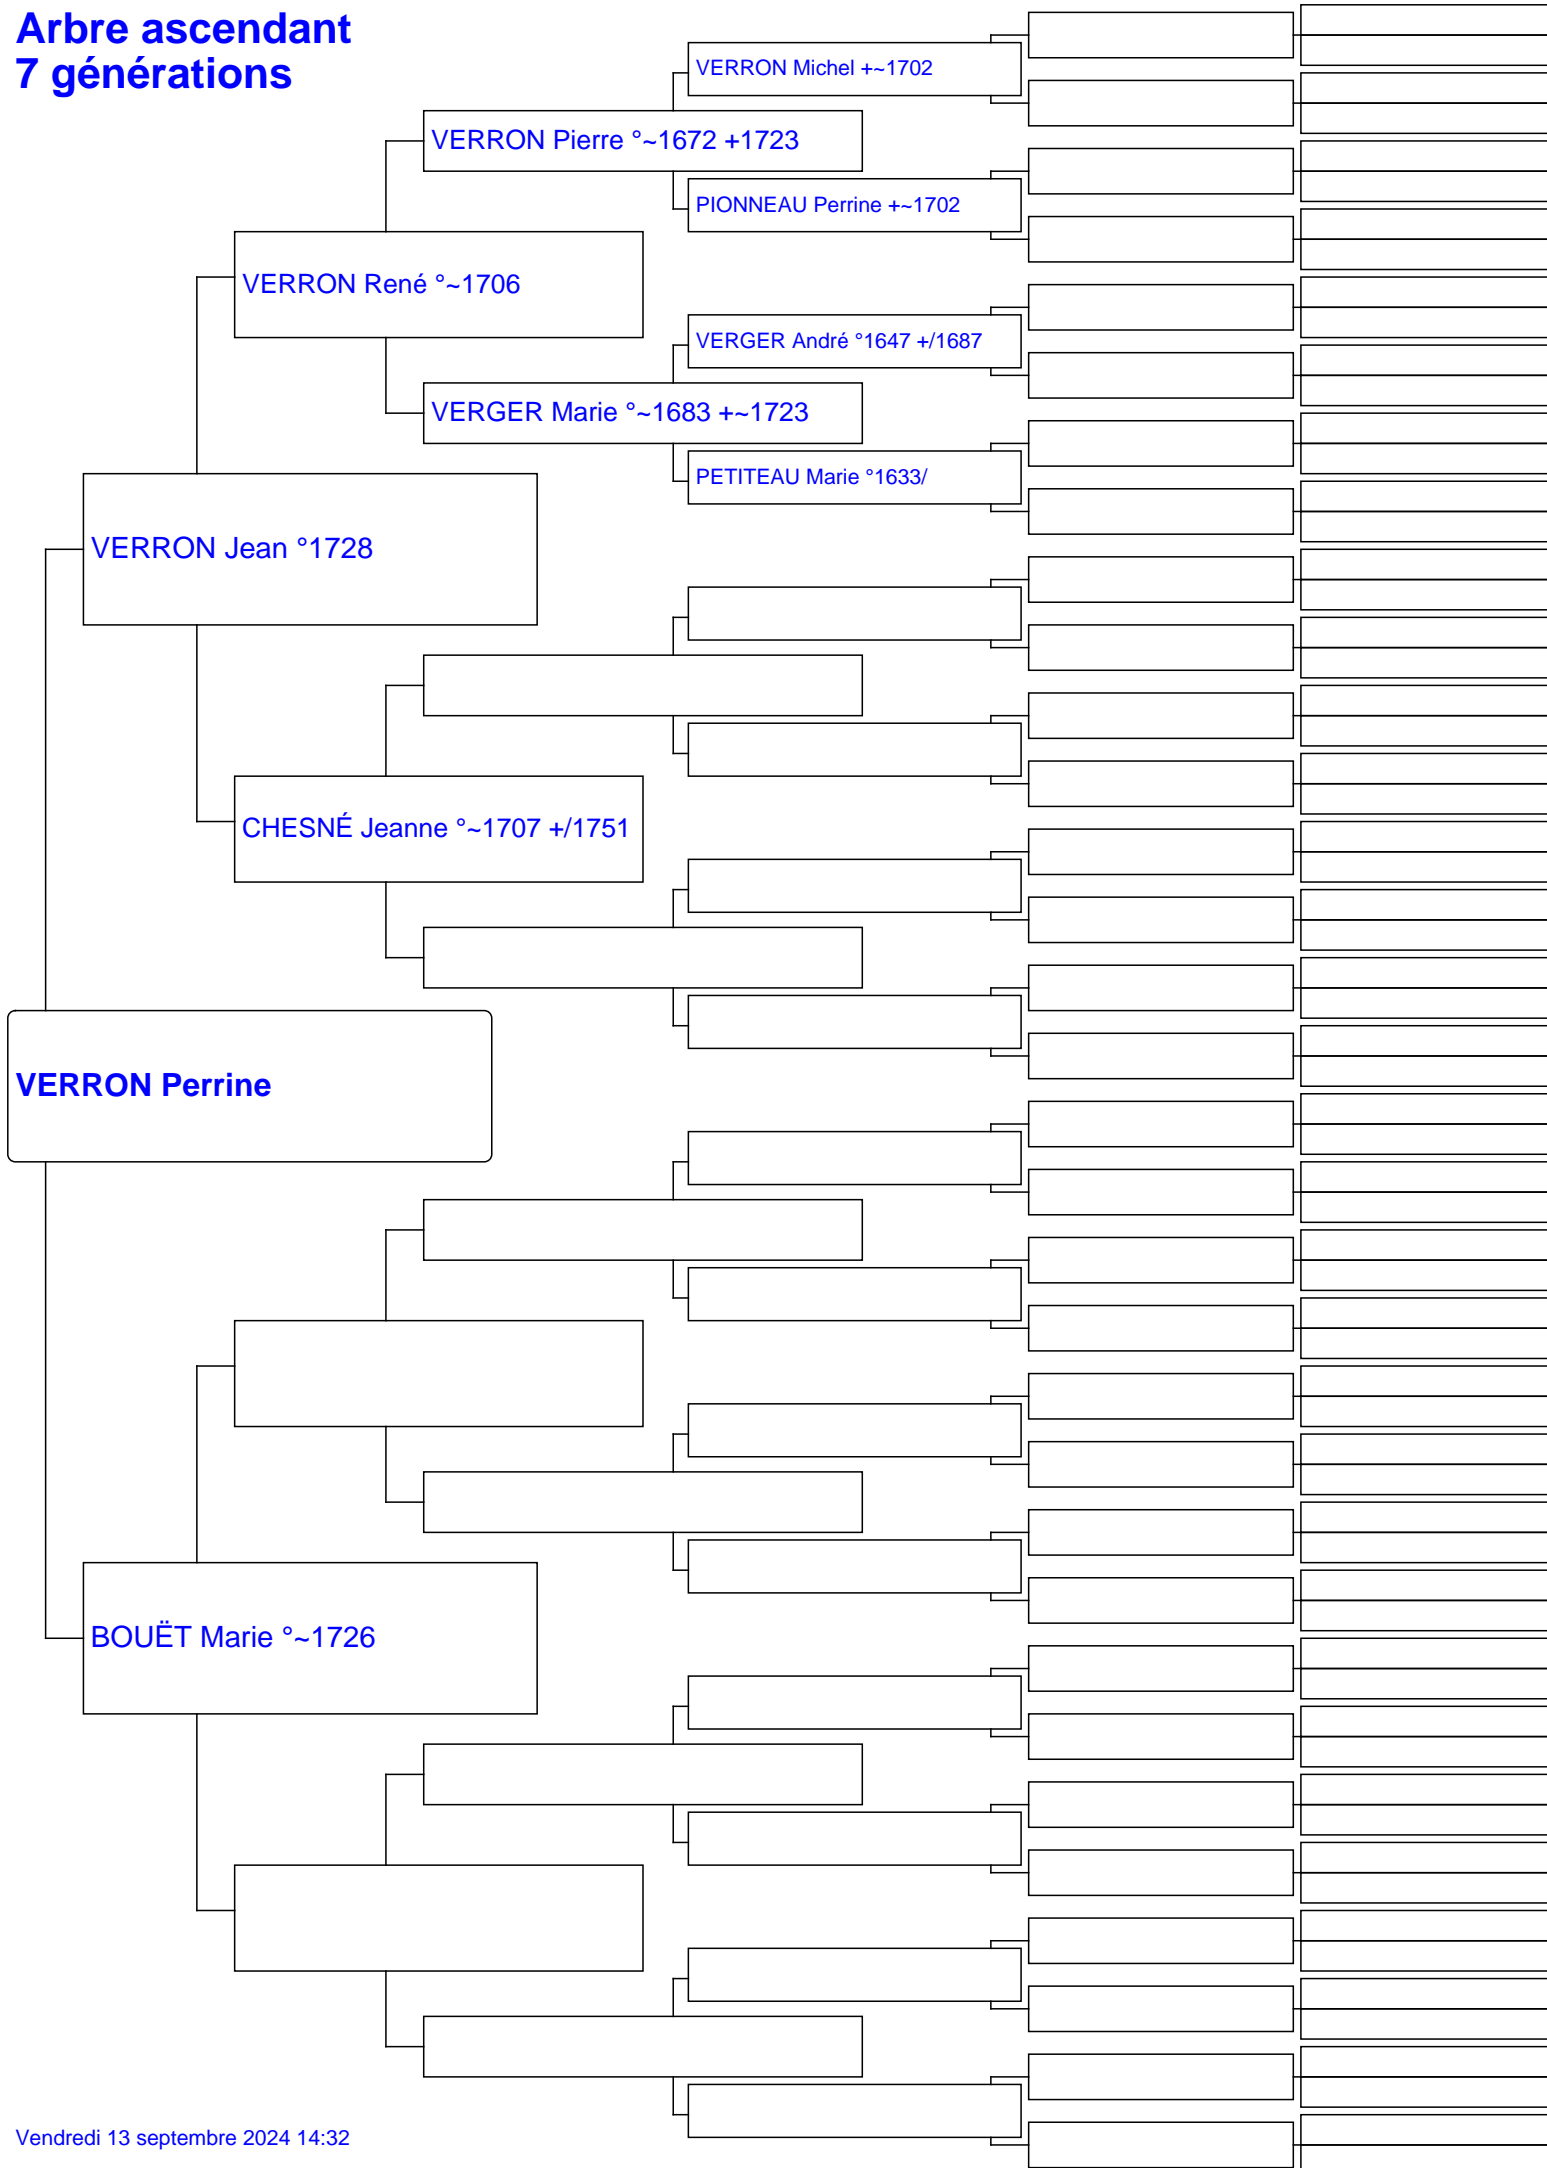 Arbre ascendant
7 générations
VERRON Michel +~1702
VERRON Pierre °~1672 +1723
PIONNEAU Perrine +~1702
VERRON René °~1706
VERGER André °1647 +/1687
VERGER Marie °~1683 +~1723
PETITEAU Marie °1633/
VERRON Jean °1728
CHESNÉ Jeanne °~1707 +/1751
VERRON Perrine
BOUËT Marie °~1726
Vendredi 13 septembre 2024 14:32